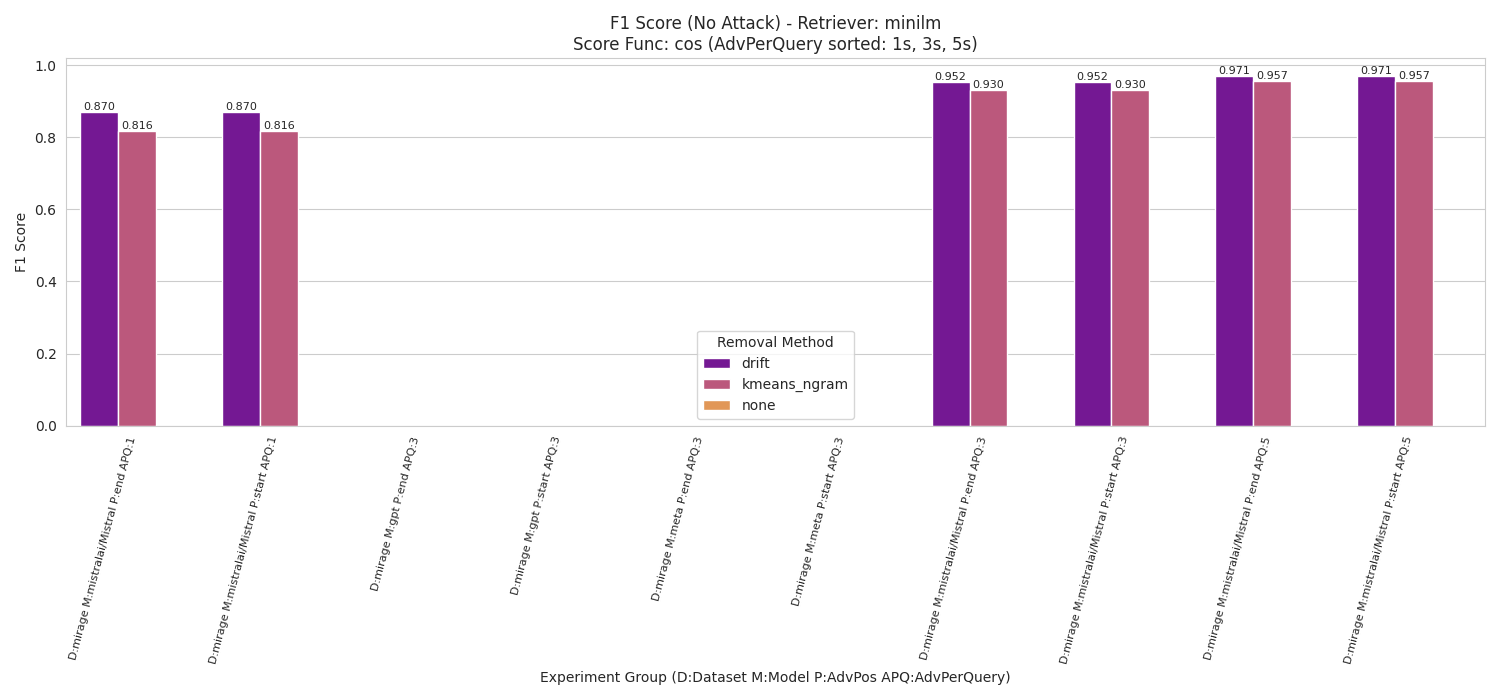 F1 Score (No Attack) - Retriever: minilm
Score Func: cos (AdvPerQuery sorted: 1s, 3s, 5s)
F1 Score
1.0
0.8
0.6
0.4
0.2
0.0
0.870
0.816
0.870
0.816
0.952
0.930
0.952
0.930
0.971
0.957
0.971
0.957
Removal Method
drift
kmeans_ngram
none
D:mirage M:mistralai/Mistral P:end APQ:1
D:mirage M:mistralai/Mistral P:start APQ:1
D:mirage M:gpt P:end APQ:3
D:mirage M:gpt P:start APQ:3
D:mirage M:meta P:end APQ:3
D:mirage M:meta P:start APQ:3
D:mirage M:mistralai/Mistral P:end APQ:3
D:mirage M:mistralai/Mistral P:start APQ:3
D:mirage M:mistralai/Mistral P:end APQ:5
D:mirage M:mistralai/Mistral P:start APQ:5
Experiment Group (D:Dataset M:Model P:AdvPos APQ:AdvPerQuery)